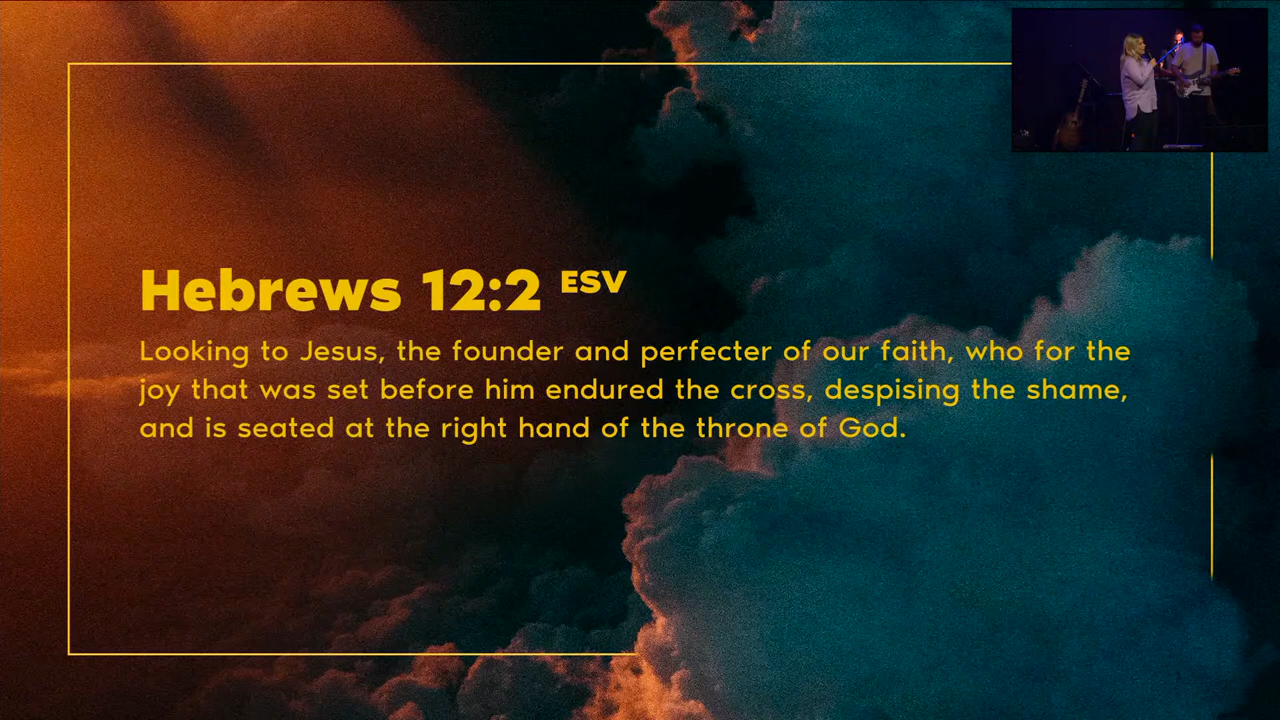 Hebrews 12:2 ESV
Looking to Jesus, the founder and perfecter of our faith, who for the
joy that was set before him endured the cross, despising the shame,
and is seated at the right hand of the throne of God.